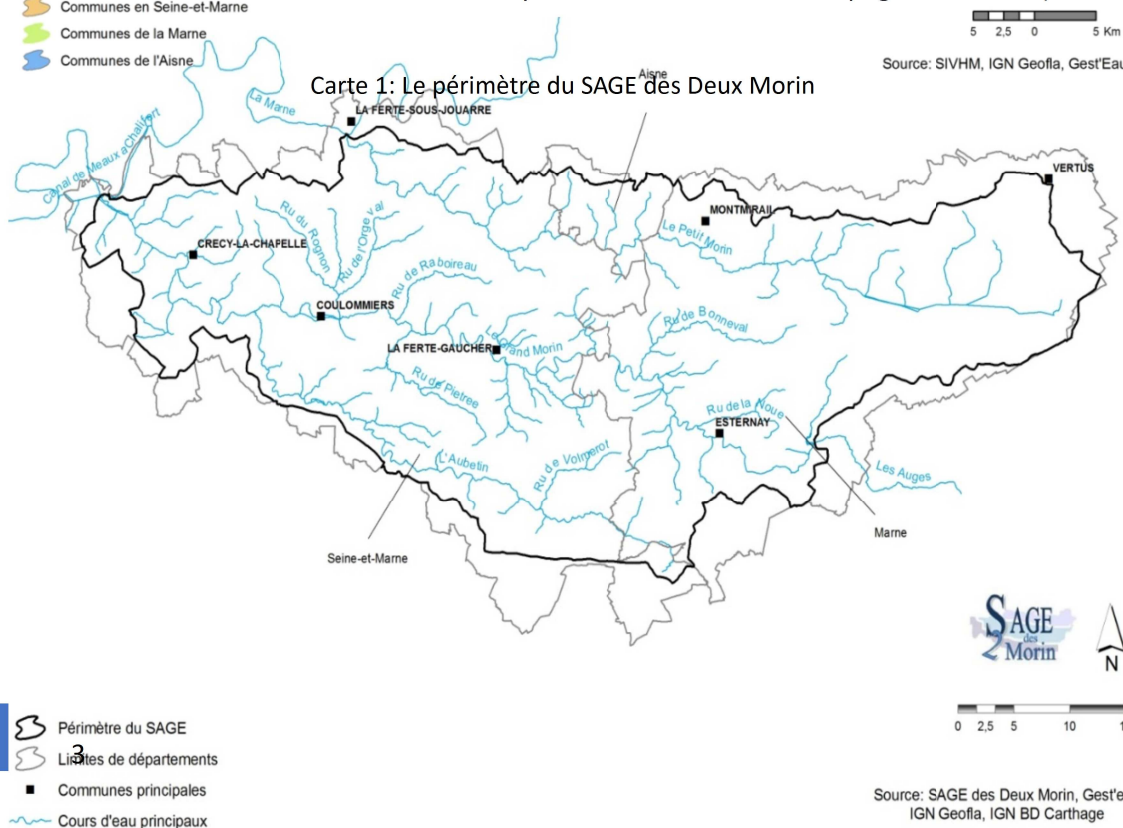 Communes en Seine-et-Marne
Communes de la Marne
Communes de l'Aisne
5 2,5 0 5 Km
Source: SIVHM, IGN Geofla, Gest'Eau
Carte 1: Le périmètre du SAGE des Deux Morin
Aisne
La Marne
LA FERTE-SOUS-JOUARRE
Canal de Meaux à Chalifert
VERTUS
MONTMIRAIL
Le Petit Morin
Ru du Rognon
Ru de l'Orgeval
CRECY-LA-CHAPELLE
Ru de Raboireau
COULOMMIERS
Ru de Bonneval
LA FERTE-GAUCHER
Le Grand Morin
Ru de Pietree
Ru de la Noue
ESTERNAY
L'Aubetin
Ru de Volmerot
Les Auges
Marne
Seine-et-Marne
SAGE
des
2 Morin
N
Périmètre du SAGE
0 2,5 5 10
3
Limites de départements
Communes principales
Source: SAGE des Deux Morin, Gest'e
IGN Geofla, IGN BD Carthage
Cours d'eau principaux